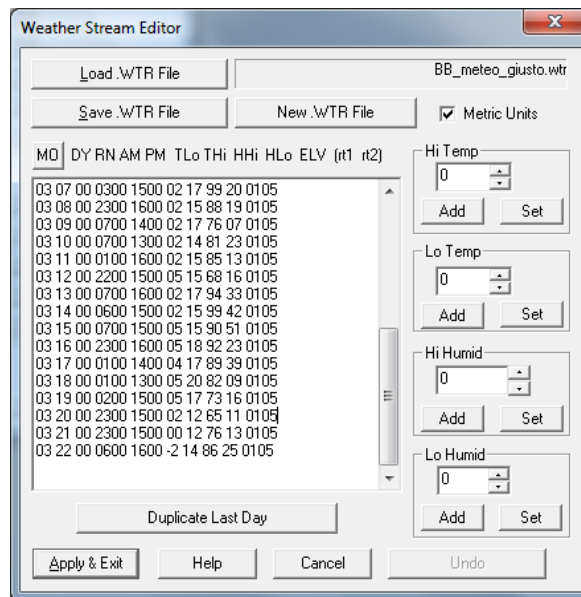 Weather Stream Editor
x
Load .WTR File
BB_meteo_giusto.wtr
Save .WTR File
New .WTR File
Metric Units
MO DY RN AM PM TLo THi HHi HLo ELV (rt1 rt2)
03 07 00 0300 1500 02 17 99 20 0105
03 08 00 2300 1600 02 15 88 19 0105
03 09 00 0700 1400 02 17 76 07 0105
03 10 00 0700 1300 02 14 81 23 0105
03 11 00 0100 1600 02 15 85 13 0105
03 12 00 2200 1500 05 15 68 16 0105
03 13 00 0700 1600 02 17 94 33 0105
03 14 00 0600 1500 02 15 99 42 0105
03 15 00 0700 1500 05 15 90 51 0105
03 16 00 2300 1600 05 18 92 23 0105
03 17 00 0100 1400 04 17 89 39 0105
03 18 00 0100 1300 05 20 82 09 0105
03 19 00 0200 1500 05 17 73 16 0105
03 20 00 2300 1500 02 12 65 11 0105
03 21 00 2300 1500 00 12 76 13 0105
03 22 00 0600 1600 -2 14 86 25 0105
Duplicate Last Day
Apply & Exit
Help
Cancel
Undo
Hi Temp
0
Add
Set
Lo Temp
0
Add
Set
Hi Humid
0
Add
Set
Lo Humid
0
Add
Set